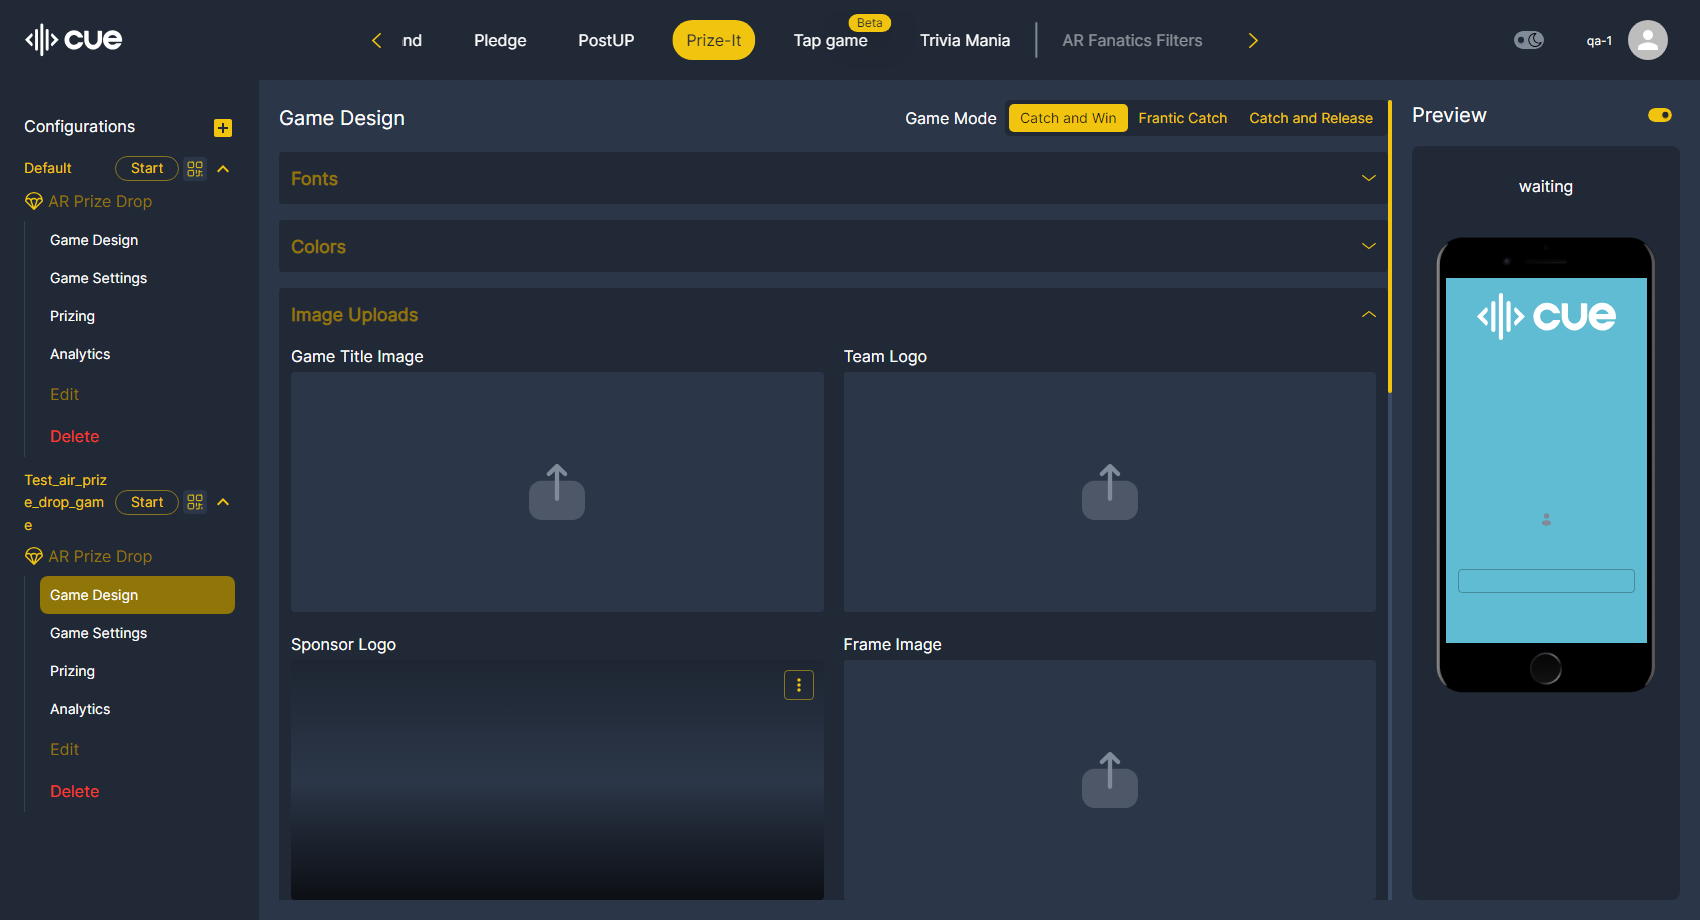 cue
nd
Pledge
PostUP
Prize-It
Beta
Tap game
Trivia Mania
AR Fanatics Filters
qa-1
Configurations
Default
Start
AR Prize Drop
Game Design
Game Settings
Prizing
Analytics
Edit
Delete
Test_air_priz
e_drop_gam
e
Start
AR Prize Drop
Game Design
Game Settings
Prizing
Analytics
Edit
Delete
Game Design
Game Mode
Catch and Win
Frantic Catch
Catch and Release
Fonts
Colors
Image Uploads
Game Title Image
Team Logo
Sponsor Logo
Frame Image
Preview
waiting
cue